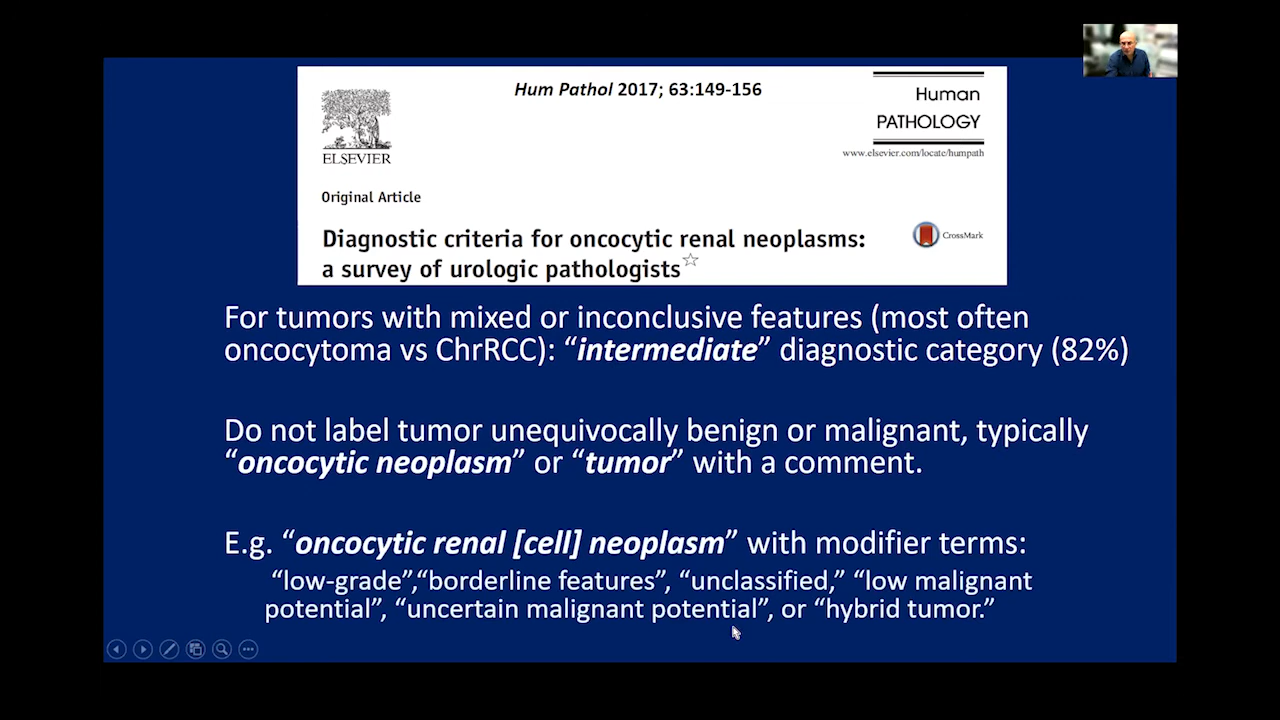 Hum Pathol 2017; 63:149-156
Human
PATHOLOGY
ELSEVIER
www.elsevier.com/locate/humpath
Original Article
Diagnostic criteria for oncocytic renal neoplasms:
a survey of urologic pathologists☆
CrossMark
For tumors with mixed or inconclusive features (most often
oncocytoma vs ChrRCC): “intermediate” diagnostic category (82%)
Do not label tumor unequivocally benign or malignant, typically
“oncocytic neoplasm” or “tumor” with a comment.
E.g. “oncocytic renal [cell] neoplasm” with modifier terms:
“low-grade”,“borderline features”, “unclassified,” “low malignant
potential”, “uncertain malignant potential”, or “hybrid tumor.”